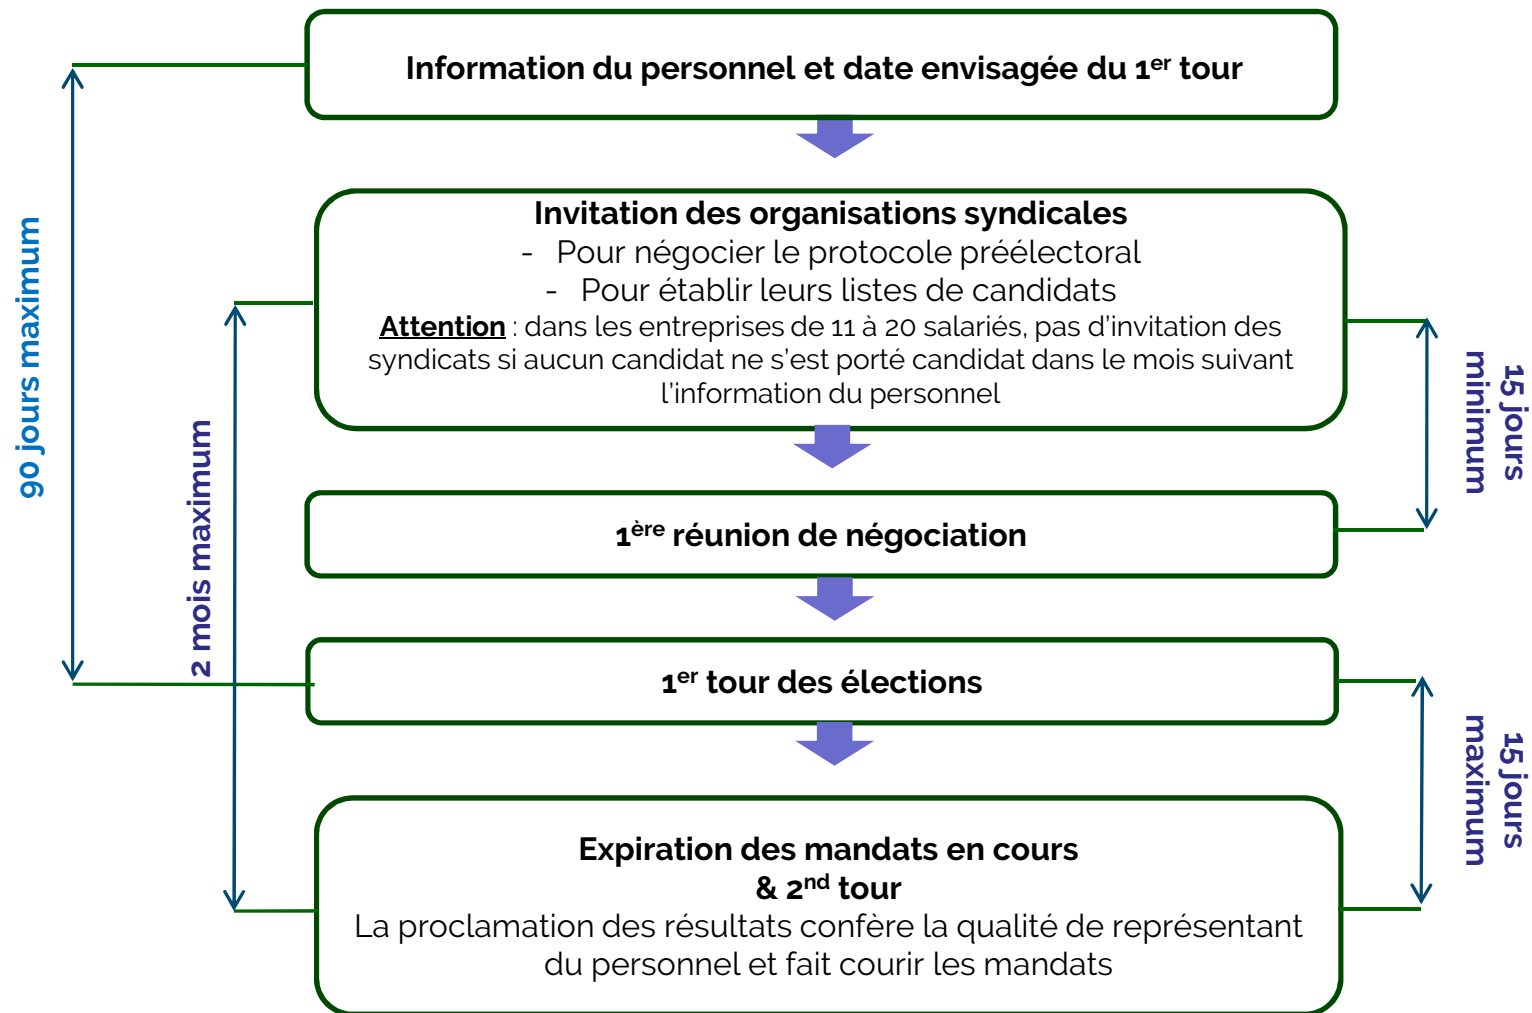 Information du personnel et date envisagée du 1er tour
Invitation des organisations syndicales
- Pour négocier le protocole préélectoral
- Pour établir leurs listes de candidats
Attention : dans les entreprises de 11 à 20 salariés, pas d’invitation des
syndicats si aucun candidat ne s’est porté candidat dans le mois suivant
l’information du personnel
1ère réunion de négociation
1er tour des élections
Expiration des mandats en cours
& 2nd tour
La proclamation des résultats confère la qualité de représentant
du personnel et fait courir les mandats
90 jours maximum
2 mois maximum
15 jours
minimum
15 jours
maximum